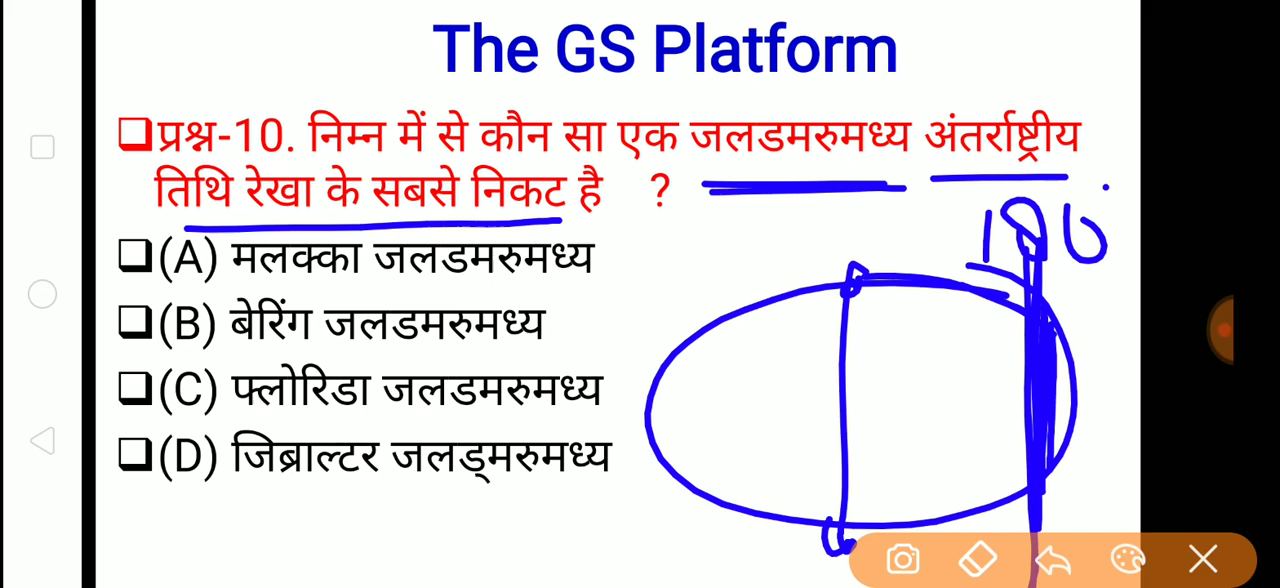 The GS Platform
प्रश्न-10. निम्न में से कौन सा एक जलडमरुमध्य अंतर्राष्ट्रीय
तिथि रेखा के सबसे निकट है ?
(A) मलक्का जलडमरुमध्य
(B) बेरिंग जलडमरुमध्य
(C) फ्लोरिडा जलडमरुमध्य
(D) जिब्राल्टर जलड्मरुमध्य
180